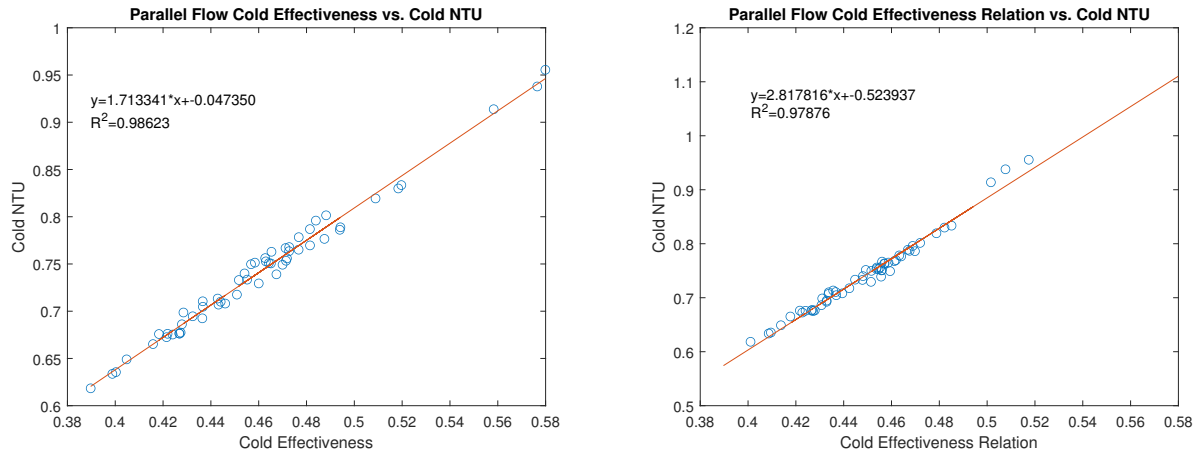 Parallel Flow Cold Effectiveness vs. Cold NTU
1
0.95
0.9
0.85
0.8
0.75
0.7
0.65
0.6
Cold NTU
y=1.713341*x+-0.047350
R2=0.98623
0.38 0.4 0.42 0.44 0.46 0.48 0.5 0.52 0.54 0.56 0.58
Cold Effectiveness
Parallel Flow Cold Effectiveness Relation vs. Cold NTU
1.2
1.1
1
0.9
0.8
0.7
0.6
0.5
Cold NTU
y=2.817816*x+-0.523937
R2=0.97876
0.38 0.4 0.42 0.44 0.46 0.48 0.5 0.52 0.54 0.56 0.58
Cold Effectiveness Relation